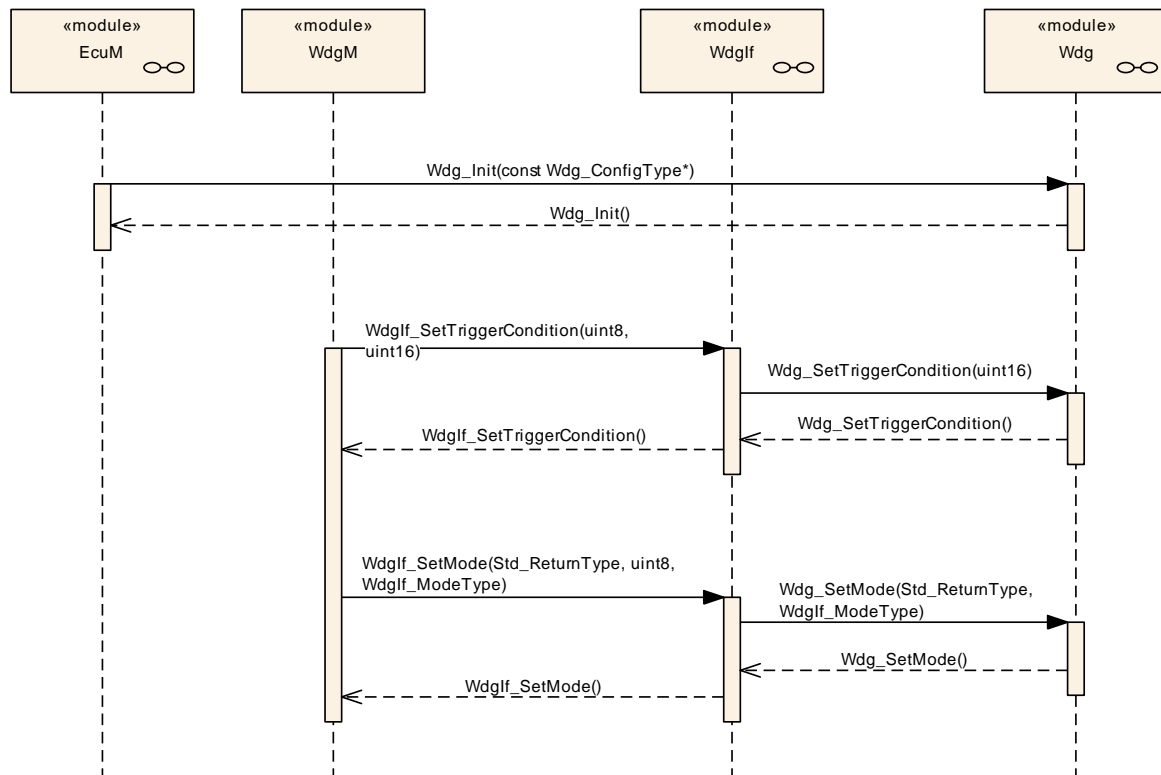 «module»
EcuM
«module»
WdgM
«module»
WdgIf
«module»
Wdg
Wdg_Init(const Wdg_ConfigType*)
Wdg_Init()
WdgIf_SetTriggerCondition(uint8,
uint16)
Wdg_SetTriggerCondition(uint16)
Wdg_SetTriggerCondition()
WdgIf_SetTriggerCondition()
WdgIf_SetMode(Std_ReturnType, uint8,
WdgIf_ModeType)
Wdg_SetMode(Std_ReturnType,
WdgIf_ModeType)
Wdg_SetMode()
WdgIf_SetMode()